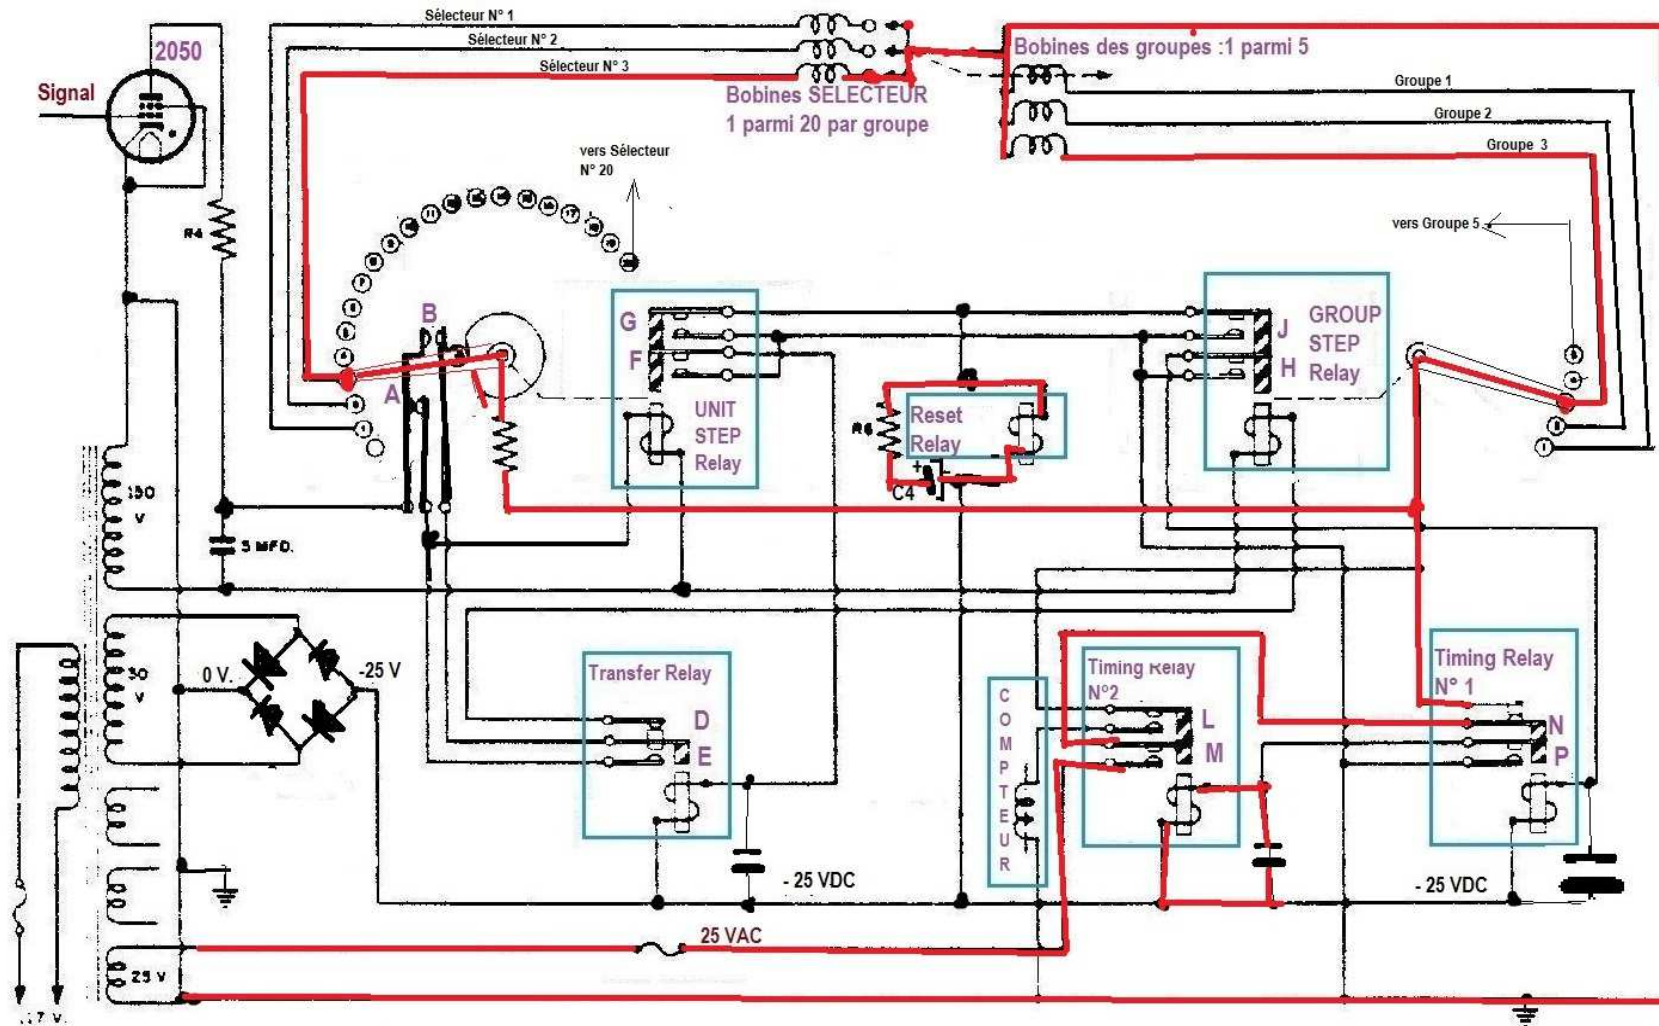 Sélecteur N° 1
Sélecteur N° 2
Sélecteur N° 3
2050
Signal
Bobines SELECTEUR
1 parmi 20 par groupe
Bobines des groupes :1 parmi 5
Groupe 1
Groupe 2
Groupe 3
vers Sélecteur
N° 20
vers Groupe 5
R4
B
A
G
F
UNIT
STEP
Relay
R6
Reset
Relay
+
-
C4
J
H
GROUP
STEP
Relay
V
5 MFD.
30
V
0 V.
-25 V
Transfer Relay
D
E
C
O
M
P
T
E
U
R
Timing Relay
N°2
L
M
Timing Relay
N° 1
N
P
- 25 VDC
- 25 VDC
25 VAC
25 V